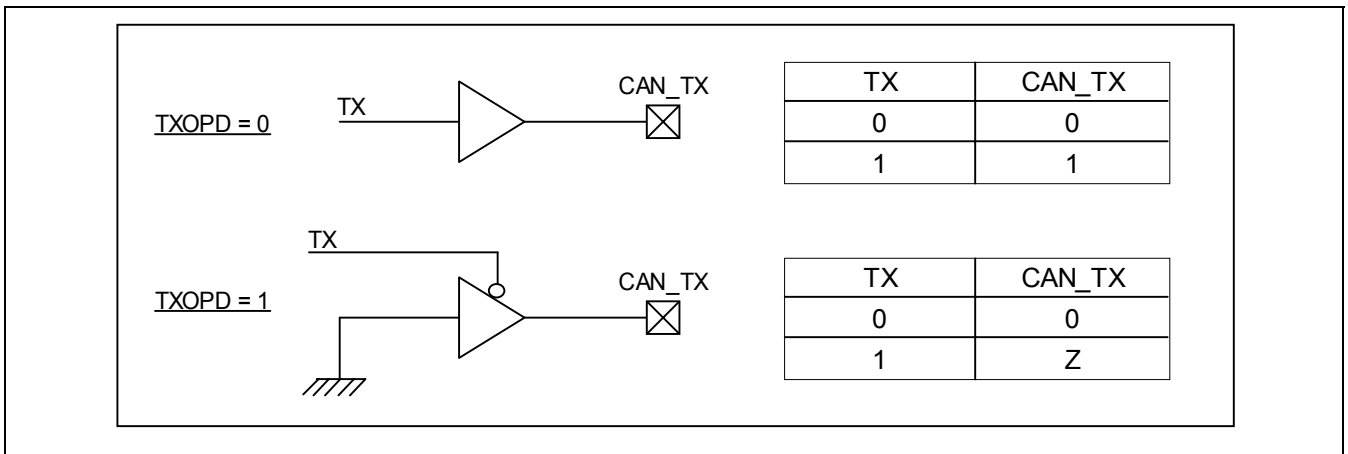 TXOPD = 0
TX
CAN_TX
TX CAN_TX
0 0
1 1
TXOPD = 1
TX
CAN_TX
TX CAN_TX
0 0
1 Z